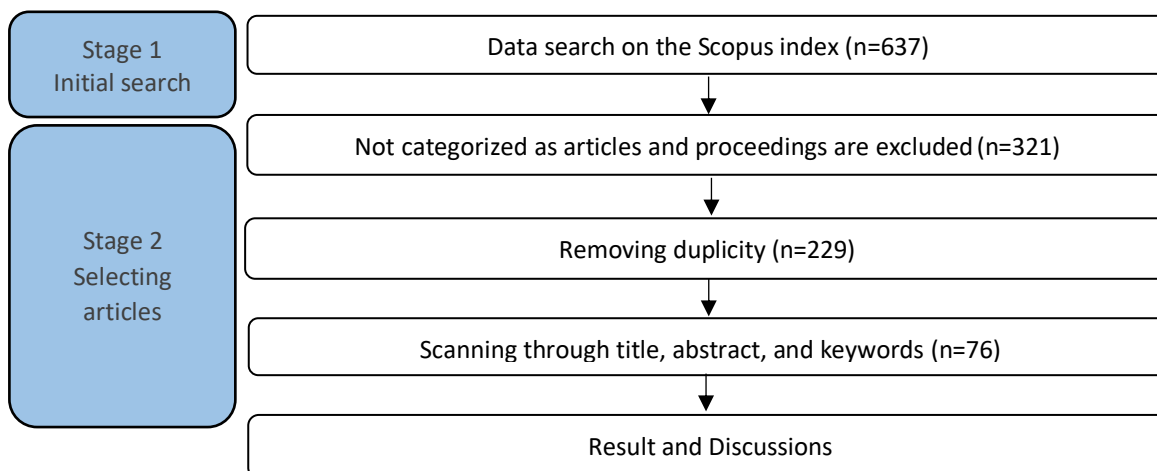 Stage 1
Initial search
Data search on the Scopus index (n=637)
Not categorized as articles and proceedings are excluded (n=321)
Stage 2
Selecting
articles
Removing duplicity (n=229)
Scanning through title, abstract, and keywords (n=76)
Result and Discussions